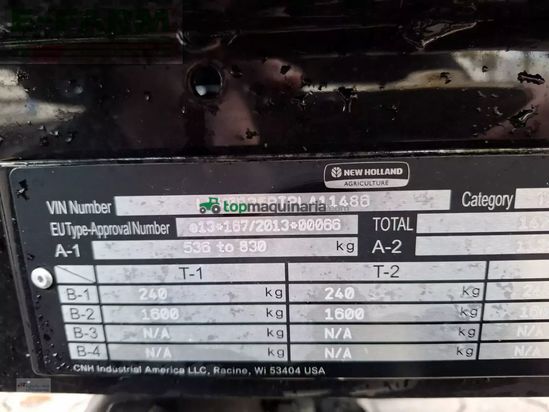 NEW HOLLAND
AGRICULTURE
topmaquinaria.com
VIN Number
Category
EU Type-Approval Number e13*167/2013*00066 TOTAL
A-1 536 to 830 kg A-2
T-1 T-2
B-1 240 kg 240 kg
B-2 1600 kg 1600 kg
B-3 N/A kg N/A kg
B-4 N/A kg N/A kg
CNH Industrial America LLC, Racine, Wi 53404 USA